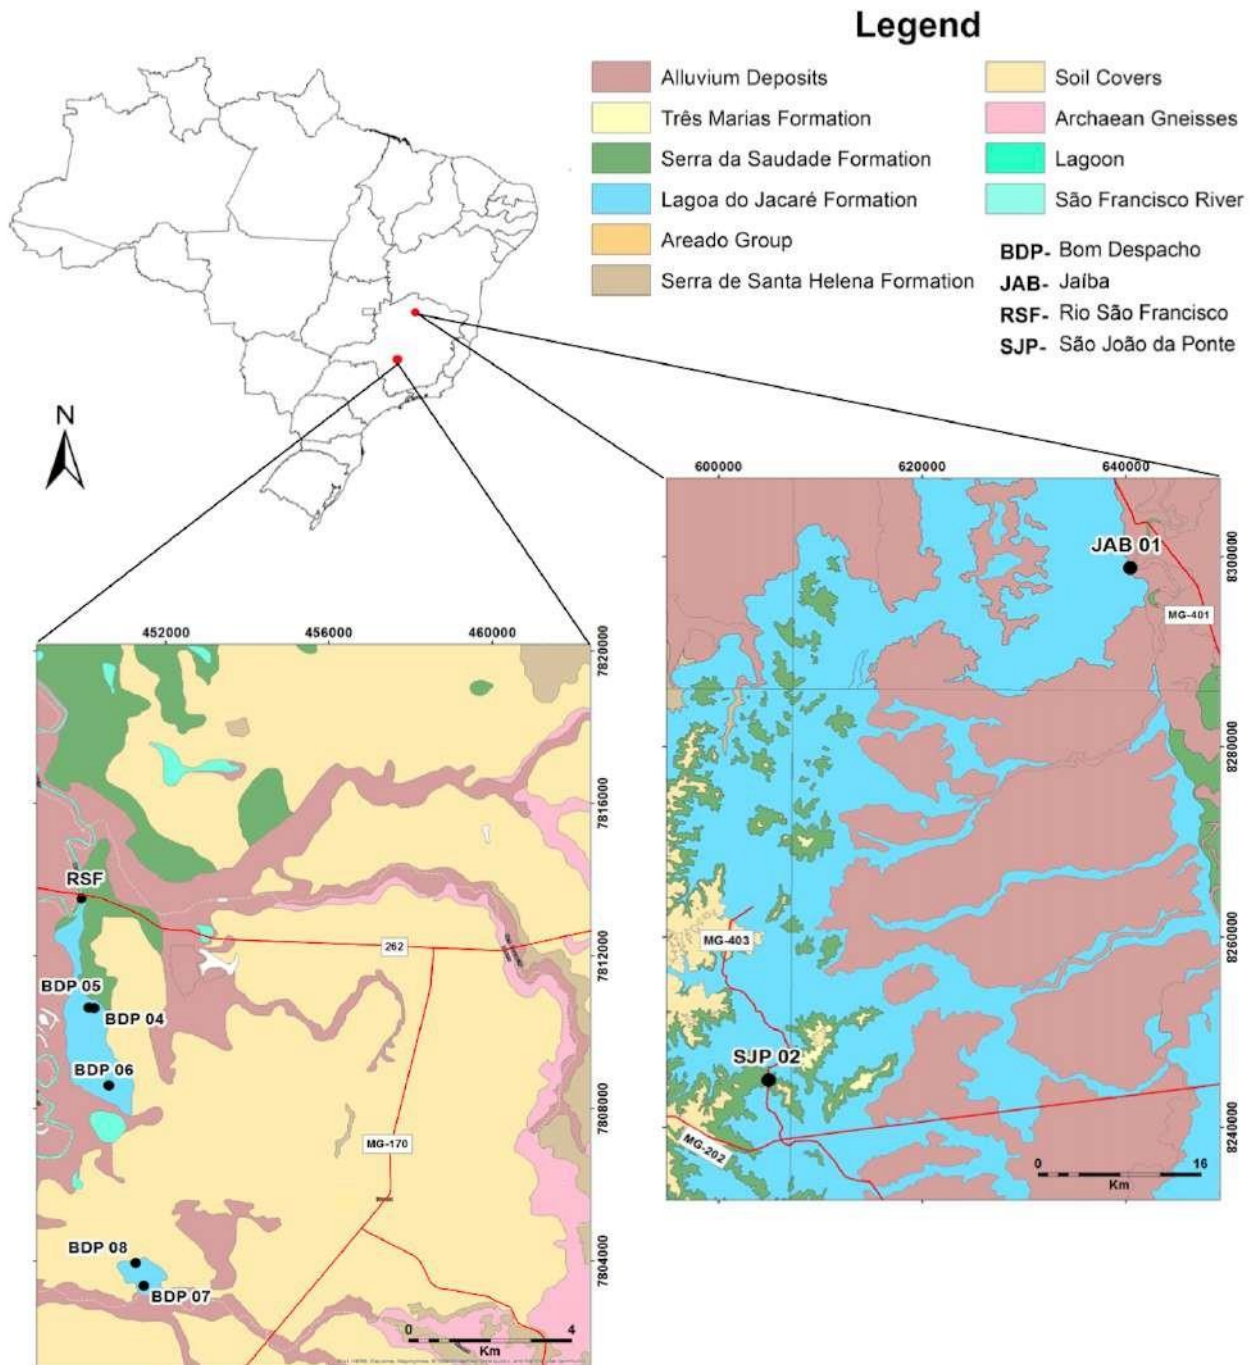 Legend
Alluvium Deposits
Três Marias Formation
Serra da Saudade Formation
Lagoa do Jacaré Formation
Areado Group
Serra de Santa Helena Formation
Soil Covers
Archaean Gneisses
Lagoon
São Francisco River
BDP- Bom Despacho
JAB- Jaíba
RSF- Rio São Francisco
SJP- São João da Ponte
N
600000 620000 640000
JAB 01
8300000
MG-401
8280000
MG-403
8260000
SJP 02
8240000
MG-202
0 16
Km
452000 456000 460000
7820000
7816000
RSF
262
7812000
BDP 05
BDP 04
BDP 06
7808000
MG-170
BDP 08
7804000
BDP 07
0 4
Km